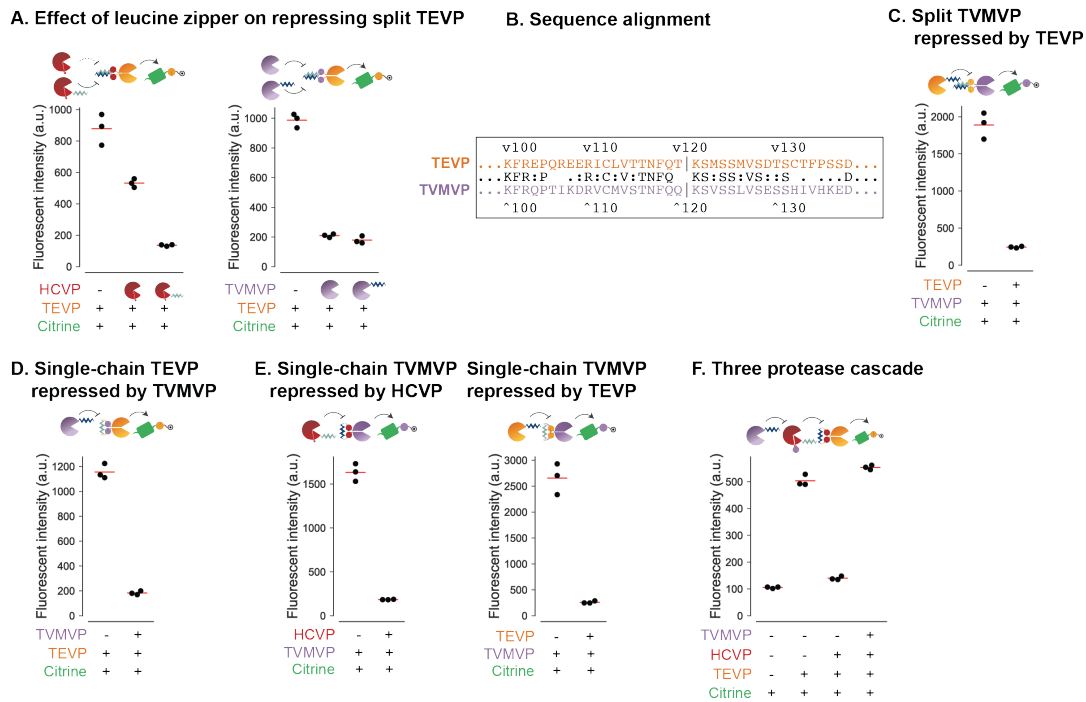 A. Effect of leucine zipper on repressing split TEVP
Fluorescent intensity (a.u.)
1000
800
600
400
200
0
HCVP -
TEVP + + +
Citrine + + +
Fluorescent intensity (a.u.)
1000
800
600
400
200
0
TVMVP -
TEVP + + +
Citrine + + +
B. Sequence alignment
v100 v110 v120 v130
TEVP ...KFREPQREERICLVTTNFQT|KSMSSMVSDTSCTFPSSD...
...KFR:P .:R:C:V:TNFQ KS:SS:VS::S . ...D...
TVMVP ...KFRQPTIKDRVCMVSTNFQQ|KSVSSLVSESSHIVHKED...
^100 ^110 ^120 ^130
C. Split TVMVP
repressed by TEVP
Fluorescent intensity (a.u.)
2000
1500
1000
500
0
TEVP - +
TVMVP + +
Citrine + +
D. Single-chain TEVP
repressed by TVMVP
Fluorescent intensity (a.u.)
1200
1000
800
600
400
200
0
TVMVP - +
TEVP + +
Citrine + +
E. Single-chain TVMVP
repressed by HCVP
Fluorescent intensity (a.u.)
1500
1000
500
0
HCVP - +
TVMVP + +
Citrine + +
Single-chain TVMVP
repressed by TEVP
Fluorescent intensity (a.u.)
3000
2500
2000
1500
1000
500
0
TEVP - +
TVMVP + +
Citrine + +
F. Three protease cascade
Fluorescent intensity (a.u.)
500
400
300
200
100
0
TVMVP - - - +
HCVP - - + +
TEVP - + + +
Citrine + + + +